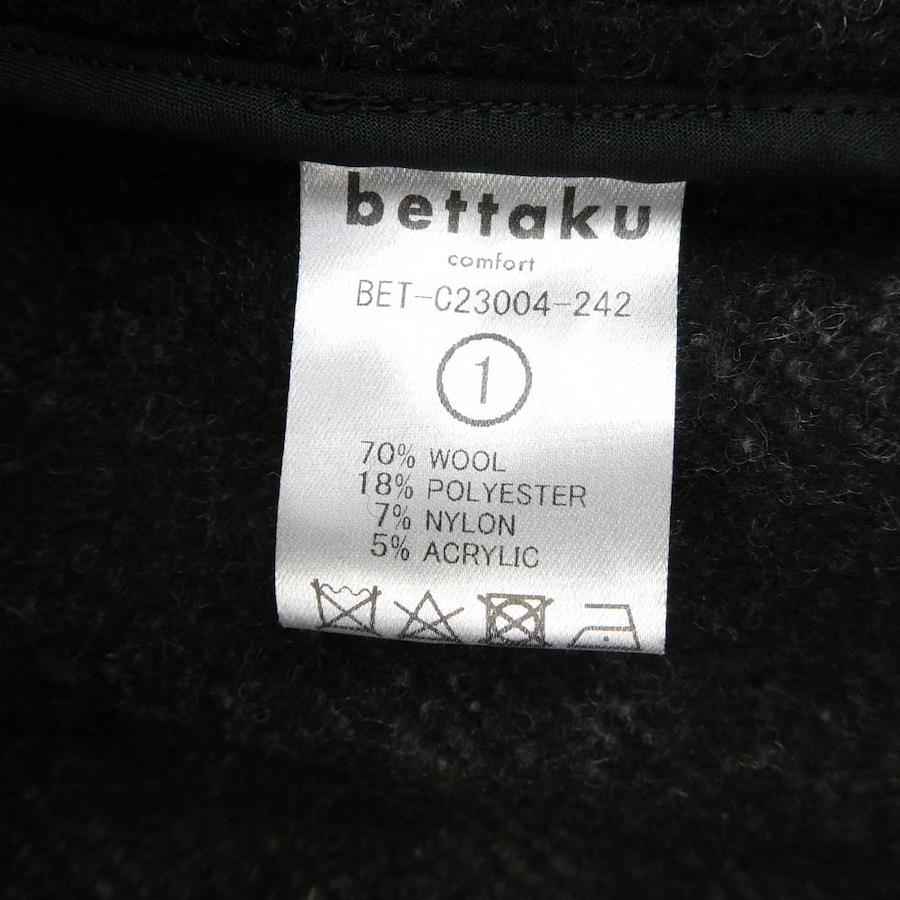 bettaku
comfort
BET-C23004-242
1
70% WOOL
18% POLYESTER
7% NYLON
5% ACRYLIC